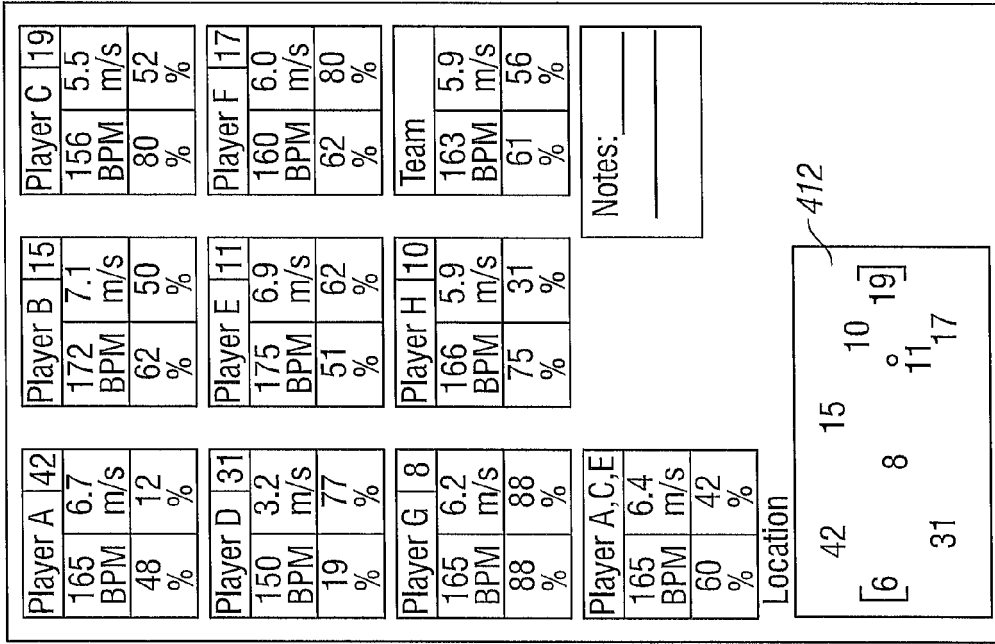 Player A 42
165 BPM 6.7 m/s
48 % 12 %
Player B 15
172 BPM 7.1 m/s
62 % 50 %
Player C 19
156 BPM 5.5 m/s
80 % 52 %
Player D 31
150 BPM 3.2 m/s
19 % 77 %
Player E 11
175 BPM 6.9 m/s
51 % 62 %
Player F 17
160 BPM 6.0 m/s
62 % 80 %
Player G 8
165 BPM 6.2 m/s
88 % 88 %
Player H 10
166 BPM 5.9 m/s
75 % 31 %
Team
163 BPM 5.9 m/s
61 % 56 %
Player A,C,E
165 BPM 6.4 m/s
60 % 42 %
Notes:
Location
412
42 15 10
[6 8 19]
11 17
31